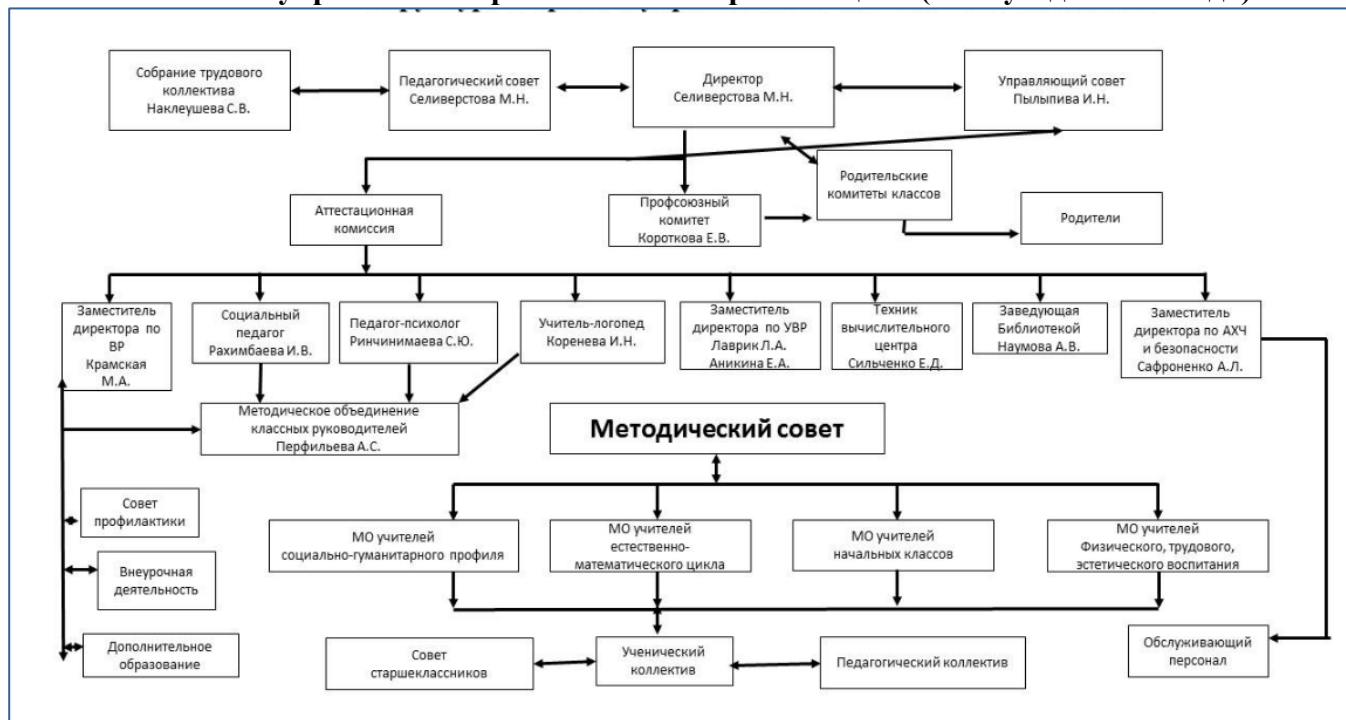 Собрание трудового
коллектива
Наклеушева С.В.
Педагогический совет
Селиверстова М.Н.
Директор
Селиверстова М.Н.
Управляющий совет
Пылыпива И.Н.
Аттестационная
комиссия
Профсоюзный
комитет
Короткова Е.В.
Родительские
комитеты классов
Родители
Заместитель
директора по
ВР
Крамская
М.А.
Социальный
педагог
Рахимбаева И.В.
Педагог-психолог
Ринчинимаева С.Ю.
Учитель-логопед
Коренева И.Н.
Заместитель
директора по УВР
Лаврик Л.А.
Аникина Е.А.
Техник
вычислительного
центра
Сильченко Е.Д.
Заведующая
Библиотекой
Наумова А.В.
Заместитель
директора по АХЧ
и безопасности
Сафроненко А.Л.
Методическое объединение
классных руководителей
Перфильева А.С.
Методический совет
Совет
профилактики
Внеурочная
деятельность
Дополнительное
образование
МО учителей
социально-гуманитарного профиля
МО учителей
естественно-
математического цикла
МО учителей
начальных классов
МО учителей
Физического, трудового,
эстетического воспитания
Совет
старшеклассников
Ученический
коллектив
Педагогический коллектив
Обслуживающий
персонал